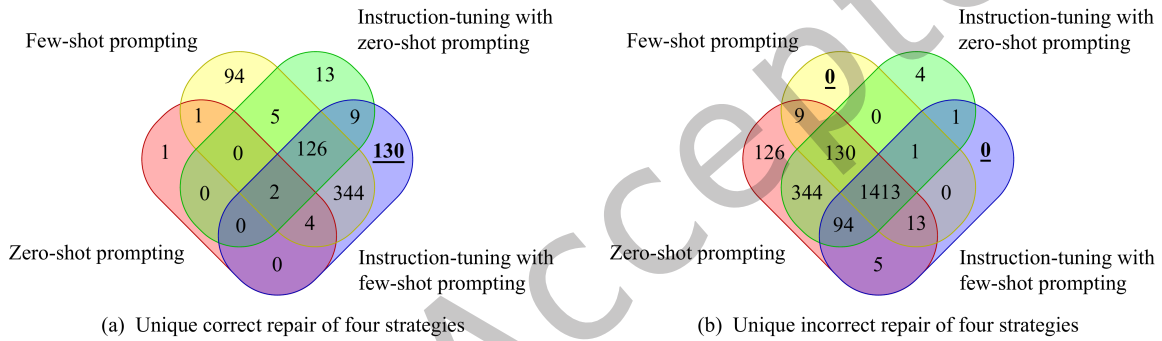 Few-shot prompting
Instruction-tuning with
zero-shot prompting
94
13
1
5
9
1
0
126
130
0
2
344
0
4
0
Zero-shot prompting
Instruction-tuning with
few-shot prompting
(a) Unique correct repair of four strategies
Few-shot prompting
Instruction-tuning with
zero-shot prompting
0
4
9
0
1
126
130
1
0
344
1413
0
94
13
5
Zero-shot prompting
Instruction-tuning with
few-shot prompting
(b) Unique incorrect repair of four strategies
Accepte